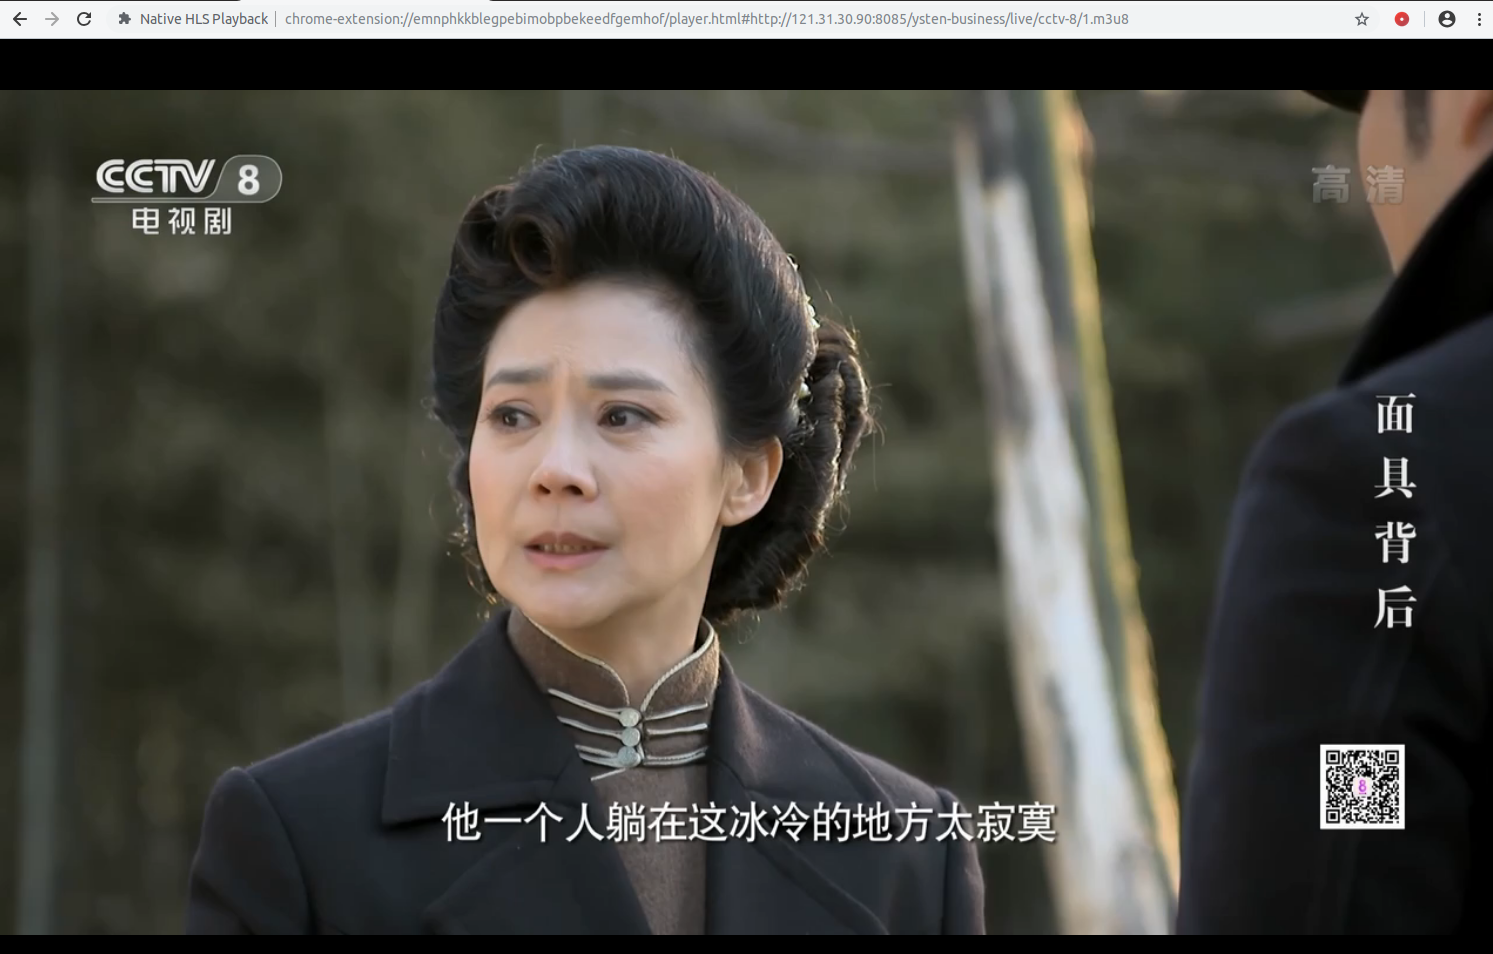 Native HLS Playback
chrome-extension://emnphkkblegpebimobpbekeedfgemhof/player.html#http://121.31.30.90:8085/ysten-business/live/cctv-8/1.m3u8
CCTV 8
电视剧
高清
面具背后
8
他一个人躺在这冰冷的地方太寂寞